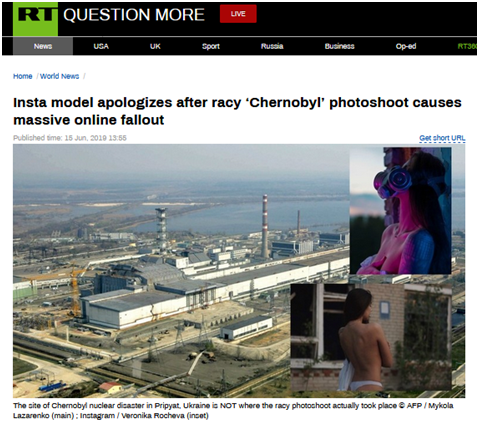 RT QUESTION MORE LIVE
News USA UK Sport Russia Business Op-ed RT360
Home / World News /
Insta model apologizes after racy ‘Chernobyl’ photoshoot causes
massive online fallout
Published time: 15 Jun, 2019 13:55 Get short URL
The site of Chernobyl nuclear disaster in Pripyat, Ukraine is NOT where the racy photoshoot actually took place © AFP / Mykola
Lazarenko (main) ; Instagram / Veronika Rocheva (inset)